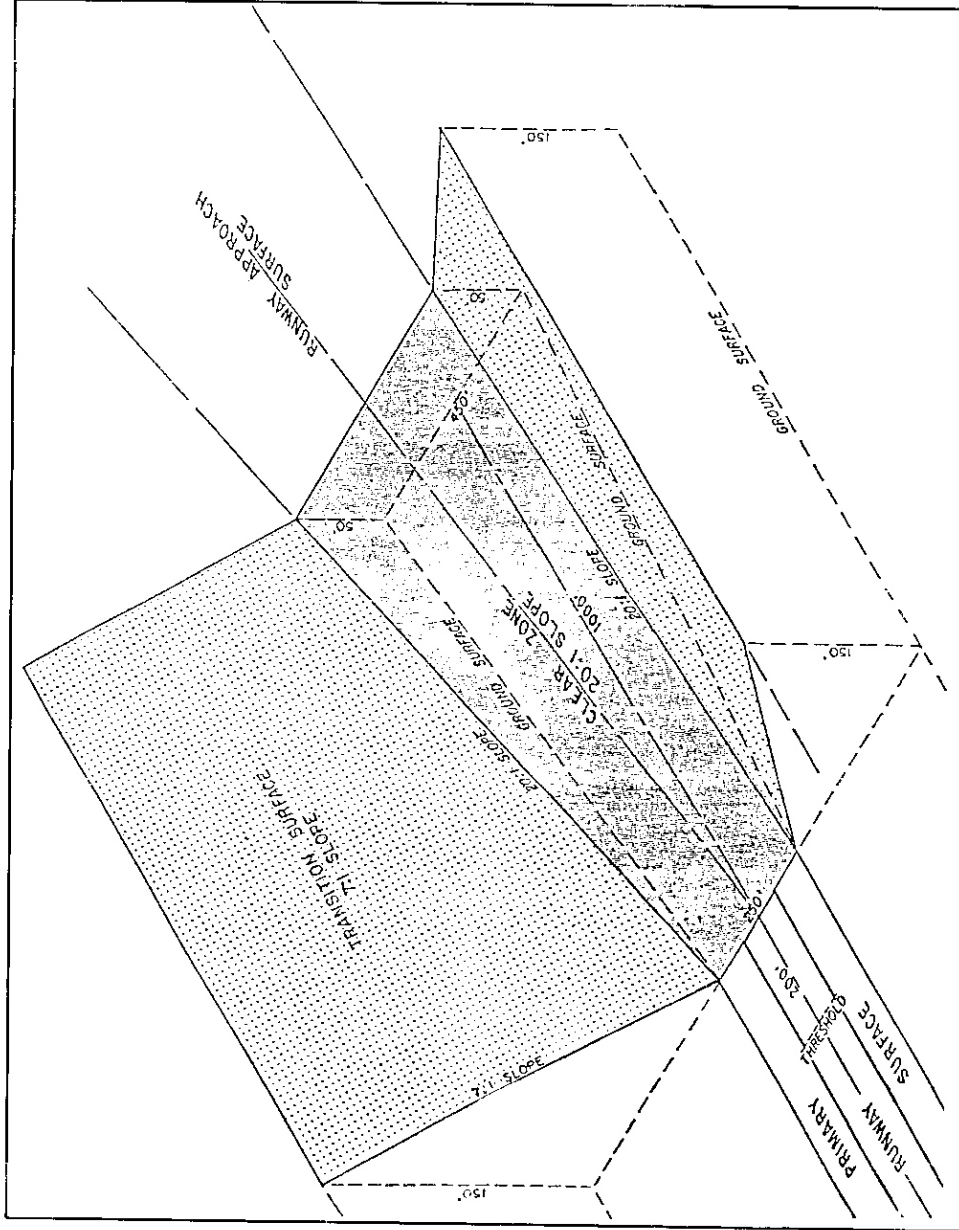 RUNWAY APPROACH
SURFACE
150'
50'
450'
50'
GROUND SURFACE
GROUND SURFACE
20:1 SLOPE
1000'
CLEAR ZONE
20:1 SLOPE
GROUND SURFACE
20:1 SLOPE
TRANSITION SURFACE
7:1 SLOPE
150'
250'
200'
THRESHOLD
7:1 SLOPE
150'
PRIMARY
RUNWAY
SURFACE